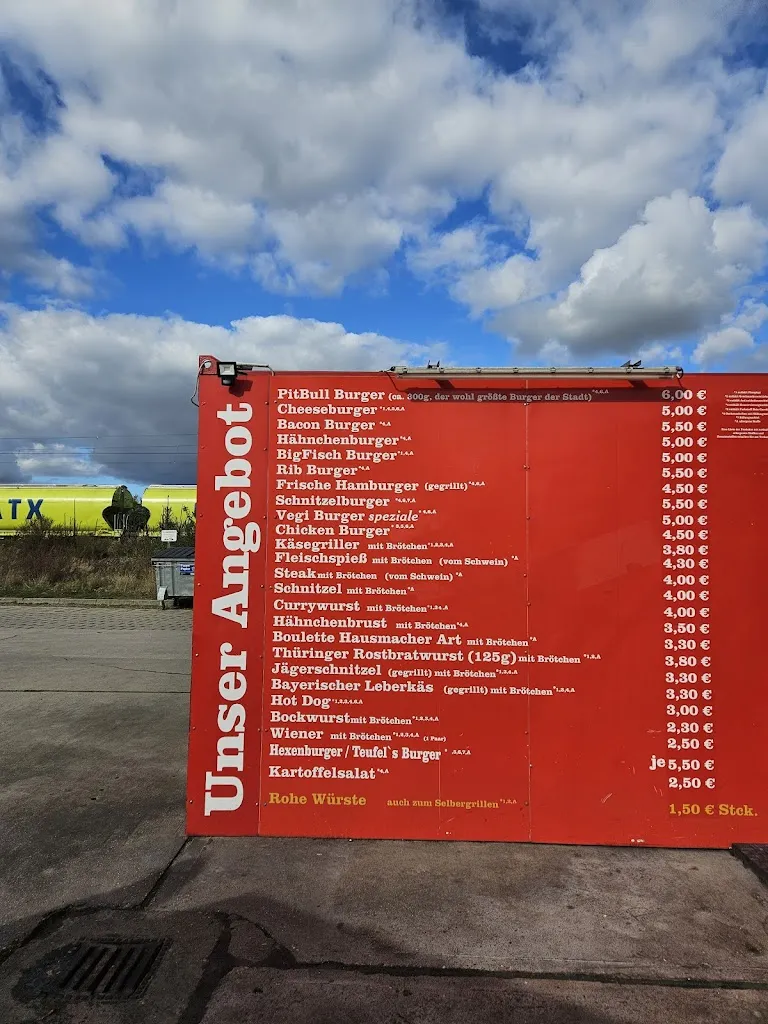 Unser Angebot
PitBull Burger (ca. 300g, der wohl größte Burger der Stadt) 6,00 €
Cheeseburger 5,00 €
Bacon Burger 5,50 €
Hähnchenburger 5,00 €
BigFisch Burger 5,00 €
Rib Burger 5,50 €
Frische Hamburger (gegrillt) 4,50 €
Schnitzelburger 5,50 €
Vegi Burger speziale 5,00 €
Chicken Burger 4,50 €
Käsegriller mit Brötchen 3,80 €
Fleischspieß mit Brötchen (vom Schwein) *A 4,30 €
Steak mit Brötchen (vom Schwein) *A 4,00 €
Schnitzel mit Brötchen *A 4,00 €
Currywurst mit Brötchen 4,00 €
Hähnchenbrust mit Brötchen 3,50 €
Boulette Hausmacher Art mit Brötchen *A 3,30 €
Thüringer Rostbratwurst (125g) mit Brötchen 3,80 €
Jägerschnitzel (gegrillt) mit Brötchen 3,30 €
Bayerischer Leberkäs (gegrillt) mit Brötchen 3,30 €
Hot Dog 3,00 €
Bockwurst mit Brötchen 2,30 €
Wiener mit Brötchen (1 Paar) 2,50 €
Hexenburger / Teufel`s Burger je 5,50 €
Kartoffelsalat 2,50 €
Rohe Würste auch zum Selbergrillen 1,50 € Stck.
ATX